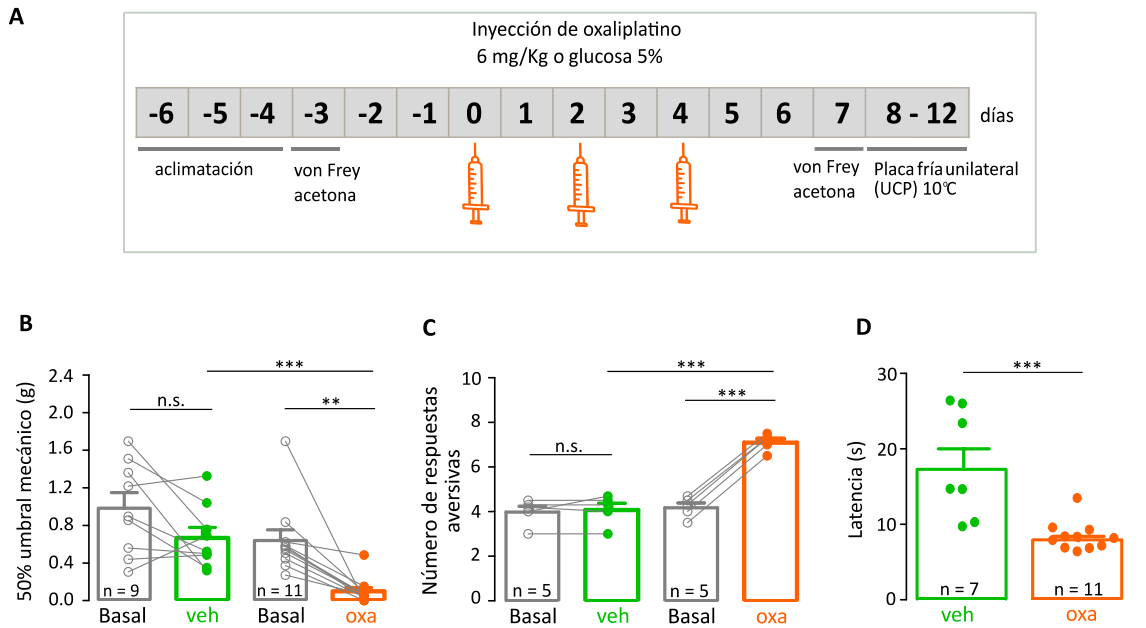 A
Inyección de oxaliplatino
6 mg/Kg o glucosa 5%
-6 -5 -4 -3 -2 -1 0 1 2 3 4 5 6 7 8 - 12 días
aclimatación
von Frey
acetona
von Frey
acetona
Placa fría unilateral
(UCP) 10ºC
B
50% umbral mecánico (g)
2.4
2.0
1.6
1.2
0.8
0.4
0.0
***
n.s.
**
n = 9
n = 11
Basal veh Basal oxa
C
Número de respuestas
aversivas
10
8
6
4
2
0
***
***
n.s.
n = 5
n = 5
Basal veh Basal oxa
D
Latencia (s)
30
20
10
0
***
n = 7
n = 11
veh oxa